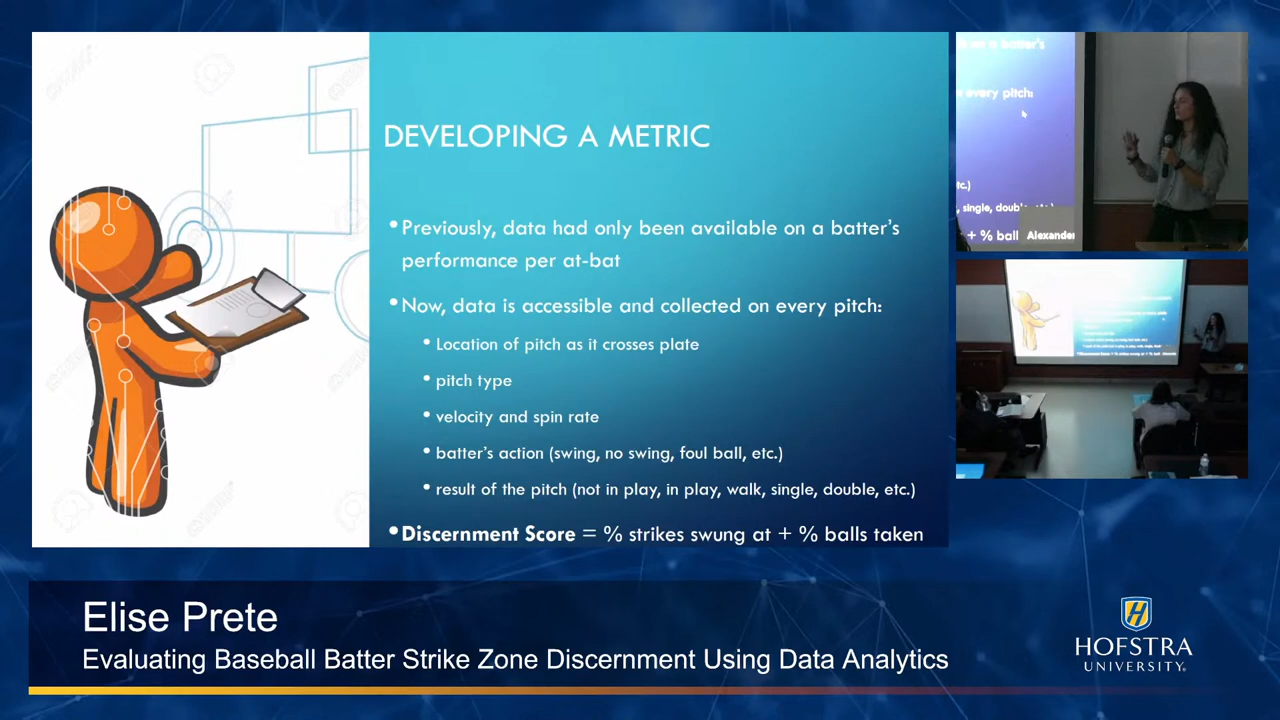 DEVELOPING A METRIC
•Previously, data had only been available on a batter's
performance per at-bat
•Now, data is accessible and collected on every pitch:
•Location of pitch as it crosses plate
•pitch type
•velocity and spin rate
•batter's action (swing, no swing, foul ball, etc.)
•result of the pitch (not in play, in play, walk, single, double, etc.)
•Discernment Score = % strikes swung at + % balls taken
every pitch:
tc.)
, single, double, etc.)
+ % ball
Alexander
Elise Prete
Evaluating Baseball Batter Strike Zone Discernment Using Data Analytics
H
HOFSTRA
UNIVERSITY®